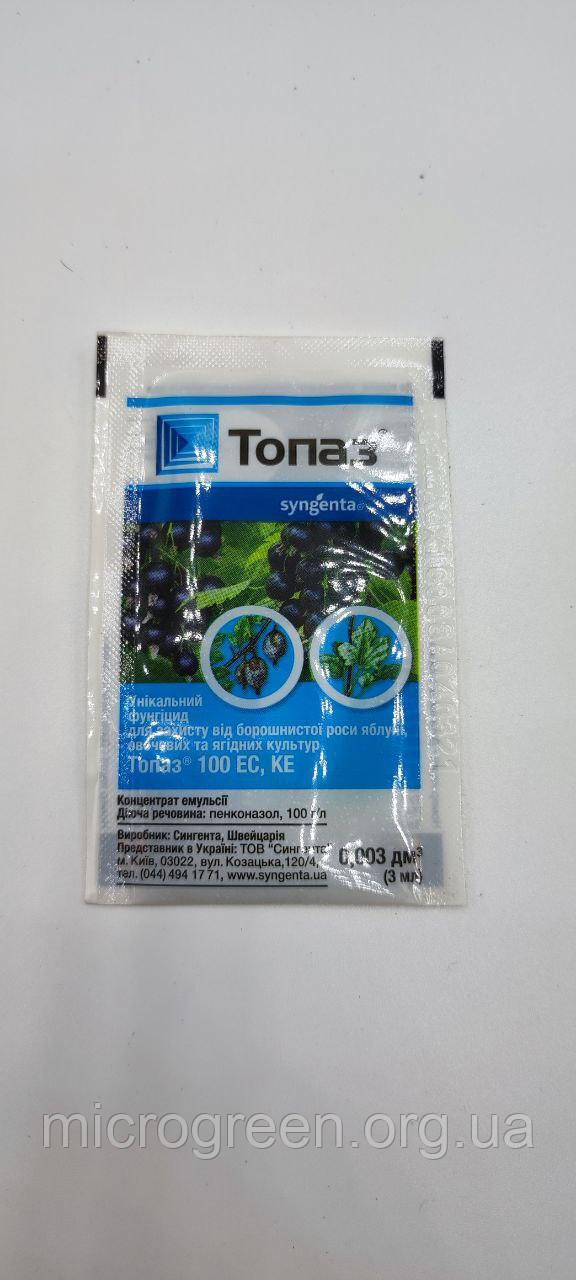 Топаз®
syngenta
Унікальний
фунгіцид
для захисту від борошнистої роси яблунь,
овочевих та ягідних культур
Топаз® 100 ЕС, КЕ
Концентрат емульсії
Діюча речовина: пенконазол, 100 г/л
Виробник: Сингента, Швейцарія
Представник в Україні: ТОВ "Сингента"
м. Київ, 03022, вул. Козацька,120/4,
тел. (044) 494 17 71, www.syngenta.ua
0,003 дм³
(3 мл)
microgreen.org.ua